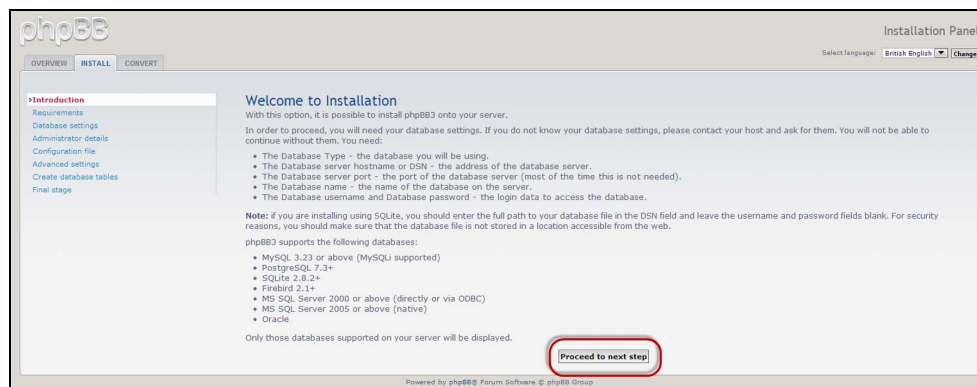 phpBB
Installation Panel
Select language: British English Change
OVERVIEW INSTALL CONVERT
>Introduction
Requirements
Database settings
Administrator details
Configuration file
Advanced settings
Create database tables
Final stage
Welcome to Installation
With this option, it is possible to install phpBB3 onto your server.
In order to proceed, you will need your database settings. If you do not know your database settings, please contact your host and ask for them. You will not be able to
continue without them. You need:
• The Database Type - the database you will be using.
• The Database server hostname or DSN - the address of the database server.
• The Database server port - the port of the database server (most of the time this is not needed).
• The Database name - the name of the database on the server.
• The Database username and Database password - the login data to access the database.
Note: if you are installing using SQLite, you should enter the full path to your database file in the DSN field and leave the username and password fields blank. For security
reasons, you should make sure that the database file is not stored in a location accessible from the web.
phpBB3 supports the following databases:
• MySQL 3.23 or above (MySQLi supported)
• PostgreSQL 7.3+
• SQLite 2.8.2+
• Firebird 2.1+
• MS SQL Server 2000 or above (directly or via ODBC)
• MS SQL Server 2005 or above (native)
• Oracle
Only those databases supported on your server will be displayed.
Proceed to next step
Powered by phpBB® Forum Software © phpBB Group